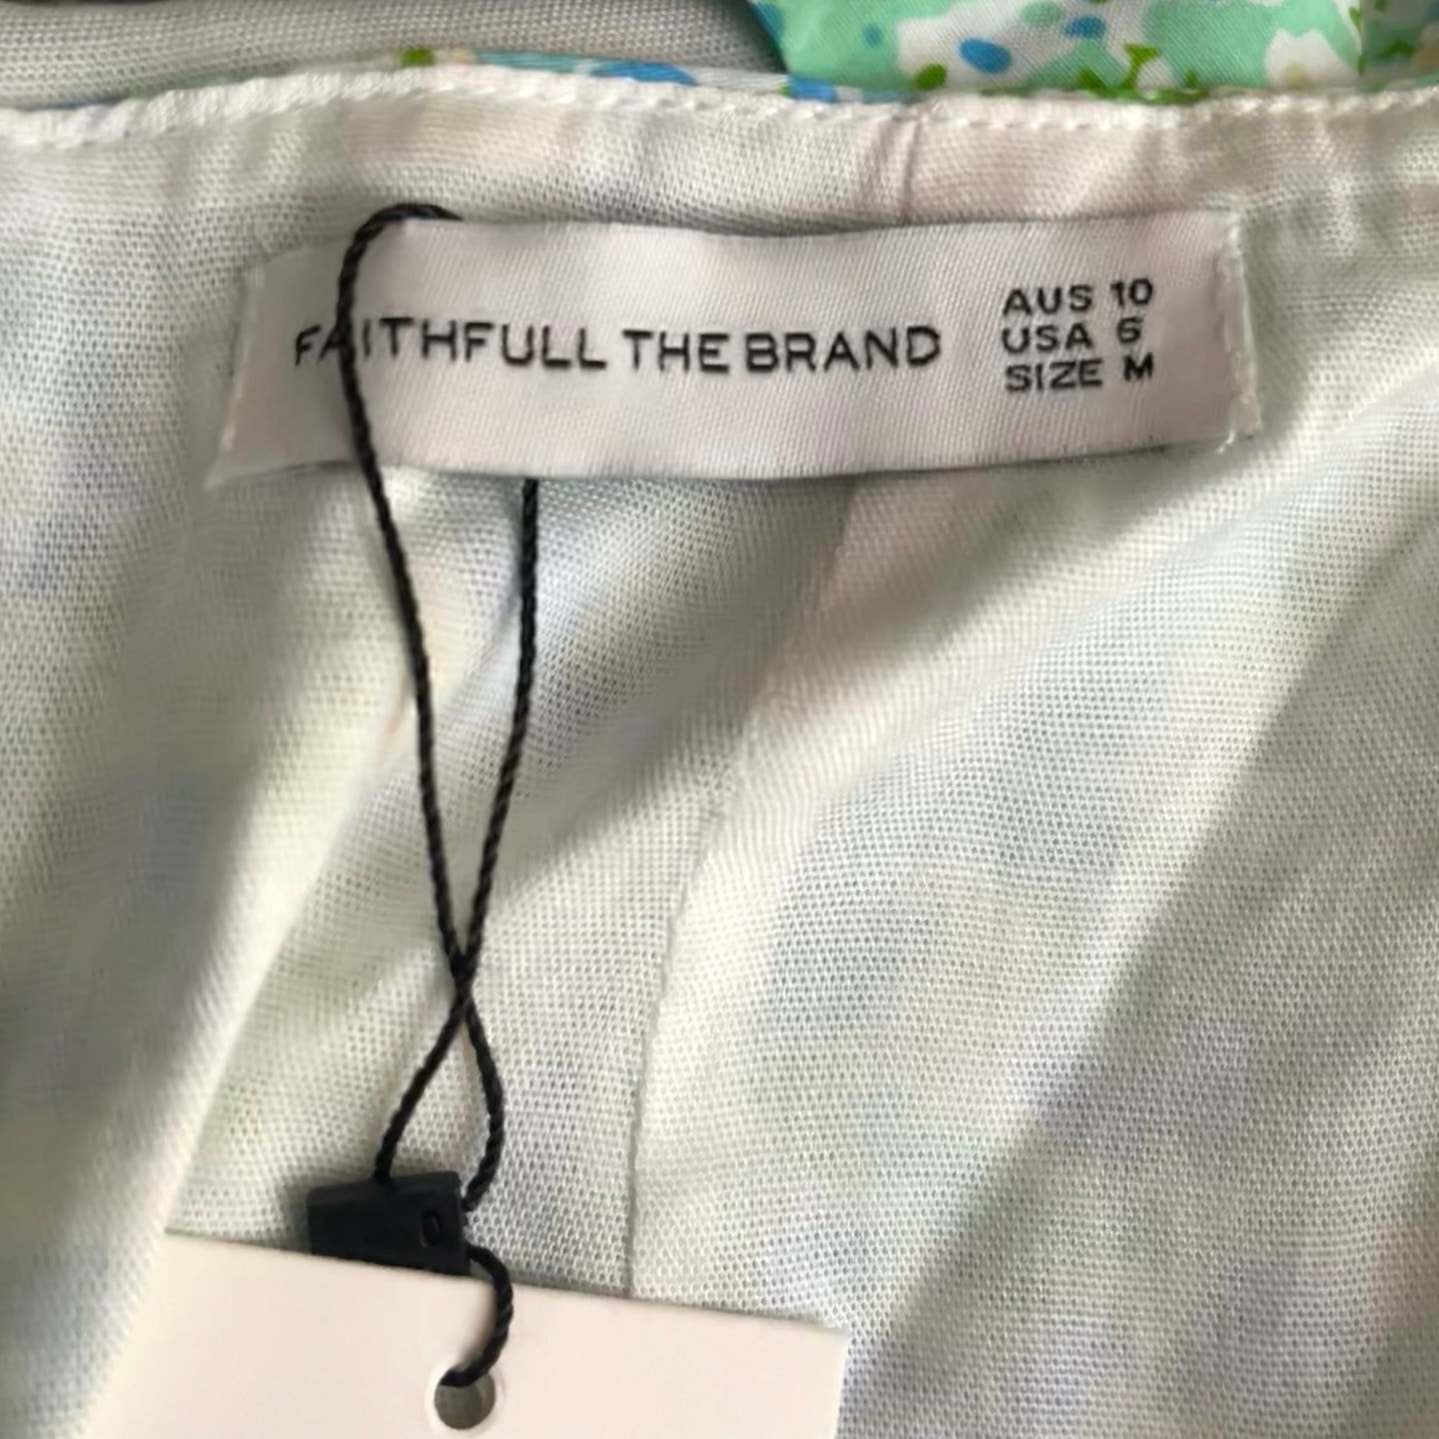 FAITHFULL THE BRAND
AUS 10
USA 6
SIZE M